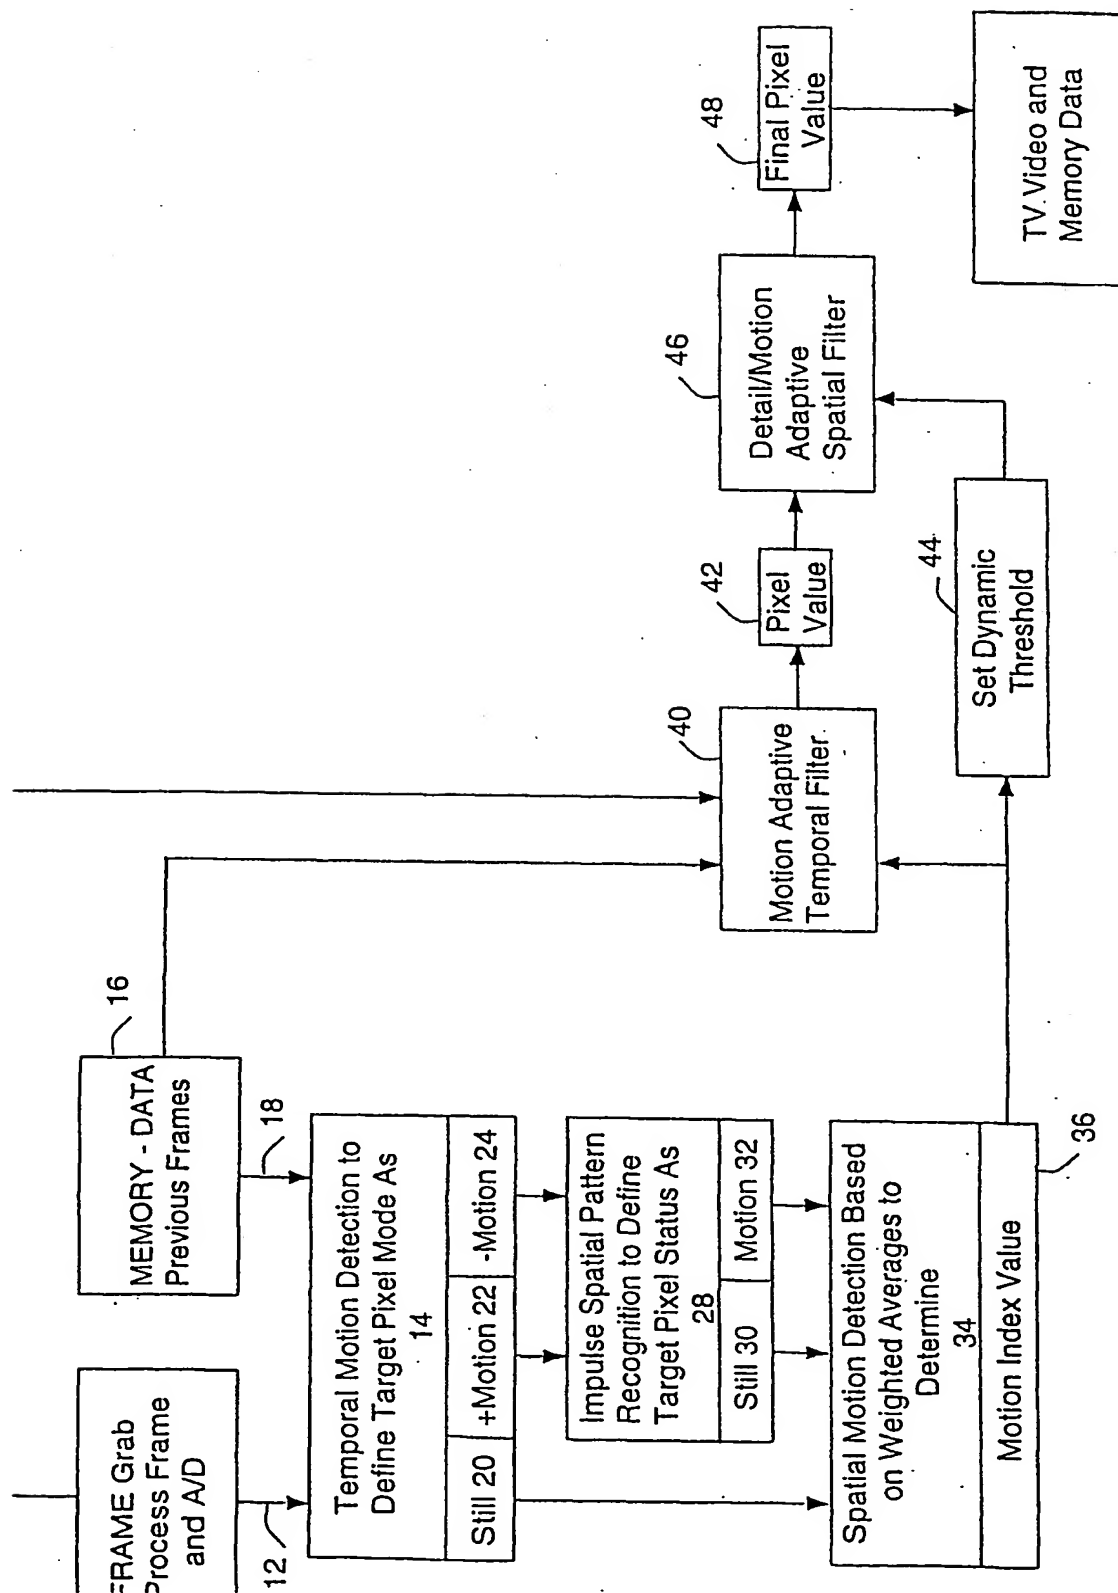 FRAME Grab
Process Frame
and A/D
12
MEMORY - DATA
Previous Frames
16
18
Temporal Motion Detection to
Define Target Pixel Mode As
14
Still 20
+Motion 22
-Motion 24
Impulse Spatial Pattern
Recognition to Define
Target Pixel Status As
28
Still 30
Motion 32
Spatial Motion Detection Based
on Weighted Averages to
Determine
34
Motion Index Value
36
Motion Adaptive
Temporal Filter
40
Pixel
Value
42
Set Dynamic
Threshold
44
Detail/Motion
Adaptive
Spatial Filter
46
Final Pixel
Value
48
TV Video and
Memory Data